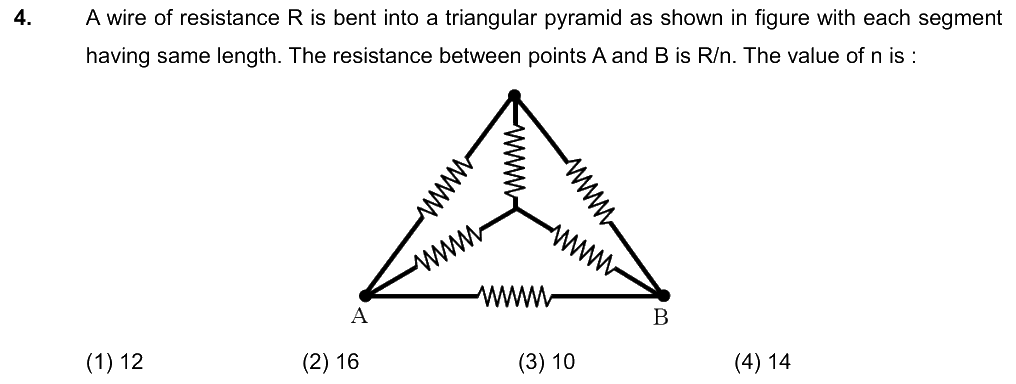 4. A wire of resistance R is bent into a triangular pyramid as shown in figure with each segment
having same length. The resistance between points A and B is R/n. The value of n is :
A B
(1) 12 (2) 16 (3) 10 (4) 14